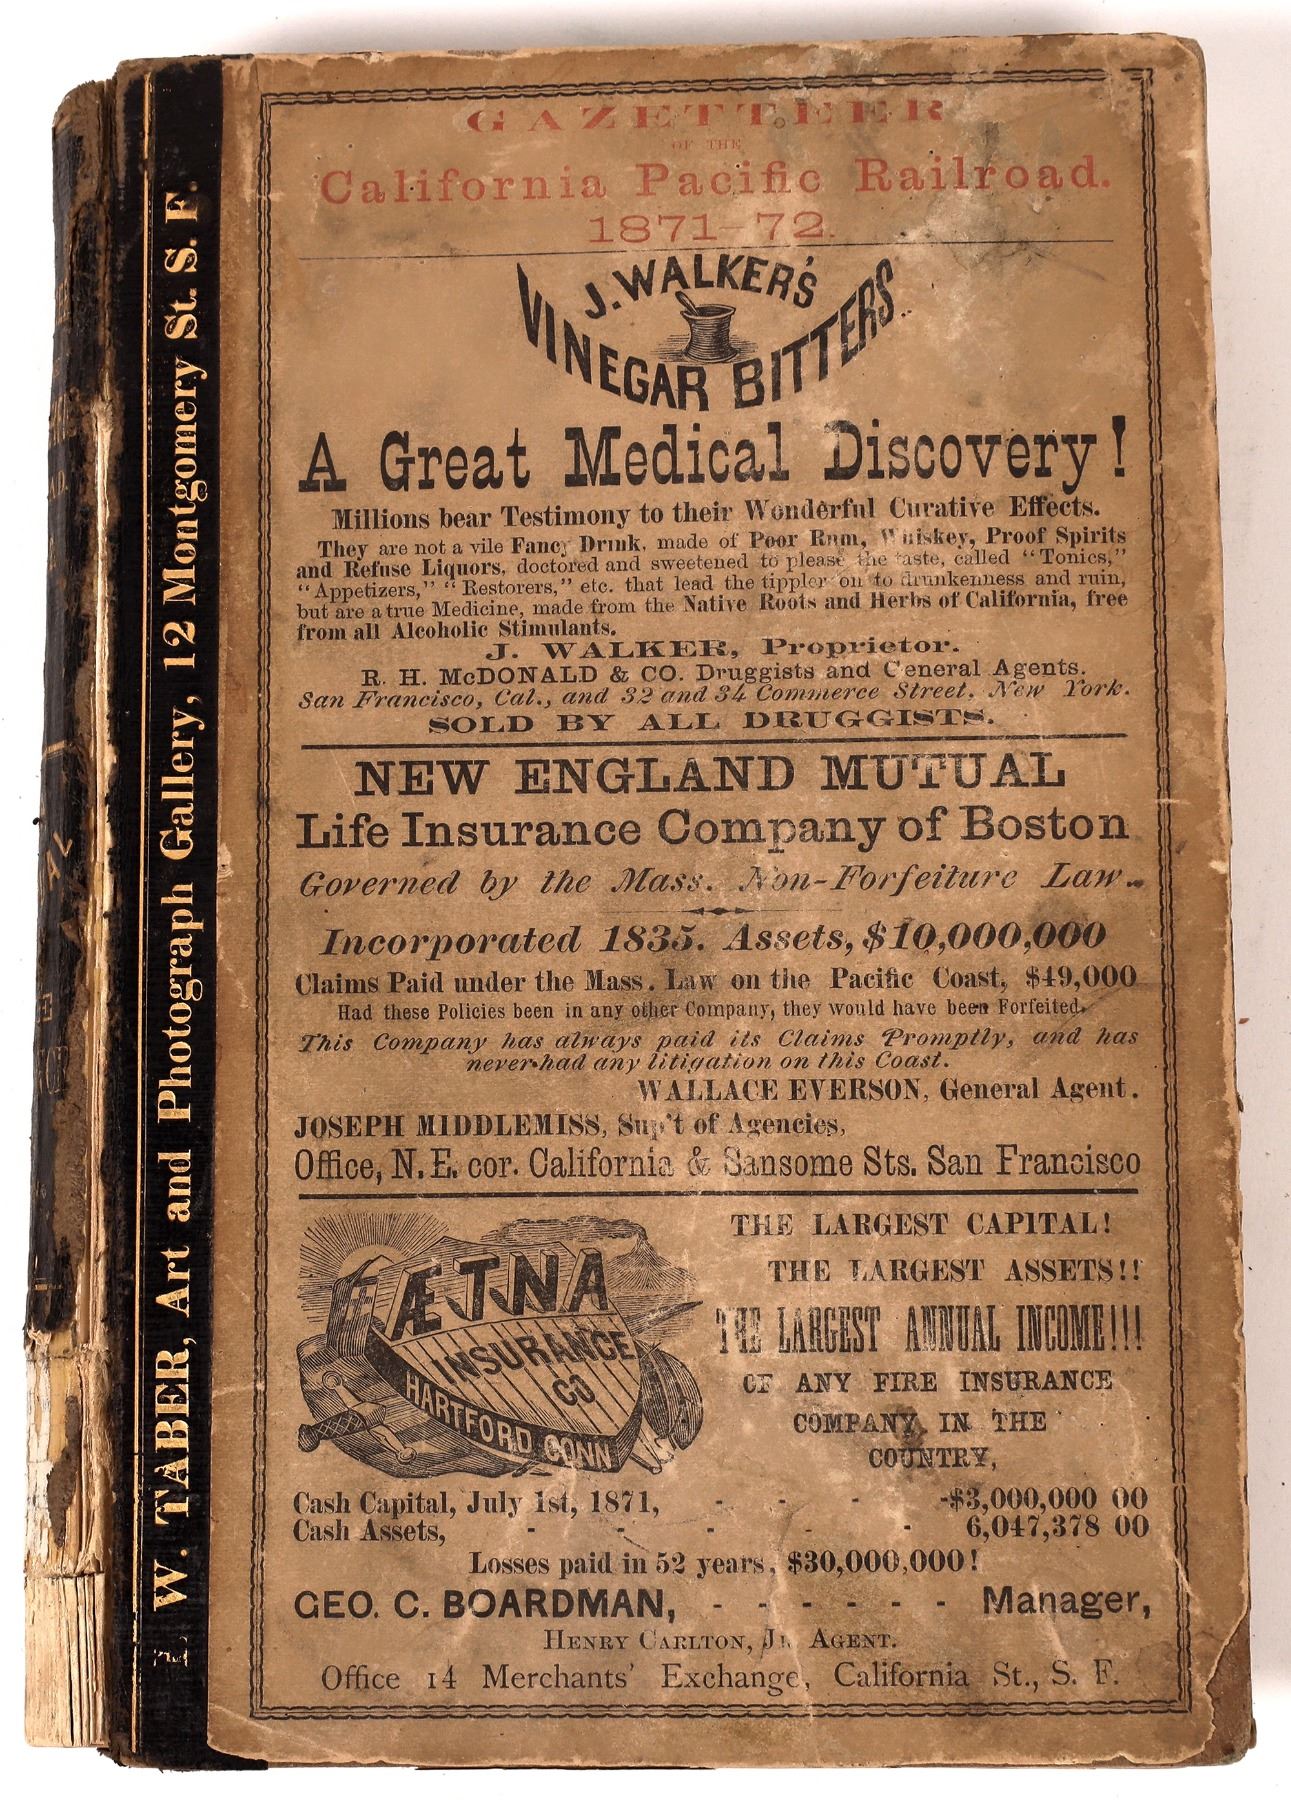 GAZETTEER
OF THE
California Pacific Railroad.
1871-72.
J. WALKER'S
VINEGAR BITTERS
A Great Medical Discovery!
Millions bear Testimony to their Wonderful Curative Effects.
They are not a vile Fancy Drink, made of Poor Rum, Whiskey, Proof Spirits
and Refuse Liquors, doctored and sweetened to please the taste, called "Tonics,"
"Appetizers," "Restorers," etc. that lead the tippler on to drunkenness and ruin,
but are a true Medicine, made from the Native Roots and Herbs of California, free
from all Alcoholic Stimulants.
J. WALKER, Proprietor.
R. H. McDONALD & CO. Druggists and General Agents.
San Francisco, Cal., and 32 and 34 Commerce Street. New York.
SOLD BY ALL DRUGGISTS.
NEW ENGLAND MUTUAL
Life Insurance Company of Boston
Governed by the Mass. Non-Forfeiture Law.
Incorporated 1835. Assets, $10,000,000
Claims Paid under the Mass. Law on the Pacific Coast, $49,000
Had these Policies been in any other Company, they would have been Forfeited.
This Company has always paid its Claims Promptly, and has
never had any litigation on this Coast.
WALLACE EVERSON, General Agent.
JOSEPH MIDDLEMISS, Sup't of Agencies,
Office, N. E. cor. California & Sansome Sts. San Francisco
ÆTNA
INSURANCE
CO
HARTFORD CONN
THE LARGEST CAPITAL!
THE LARGEST ASSETS!!
THE LARGEST ANNUAL INCOME!!!
OF ANY FIRE INSURANCE
COMPANY IN THE
COUNTRY,
Cash Capital, July 1st, 1871, - - - -$3,000,000 00
Cash Assets, - - - - - 6,047,378 00
Losses paid in 52 years, $30,000,000!
GEO. C. BOARDMAN, - - - - - - Manager,
HENRY CARLTON, JR. AGENT.
Office 14 Merchants' Exchange, California St., S. F.
W. TABER, Art and Photograph Gallery, 12 Montgomery St. S. F.